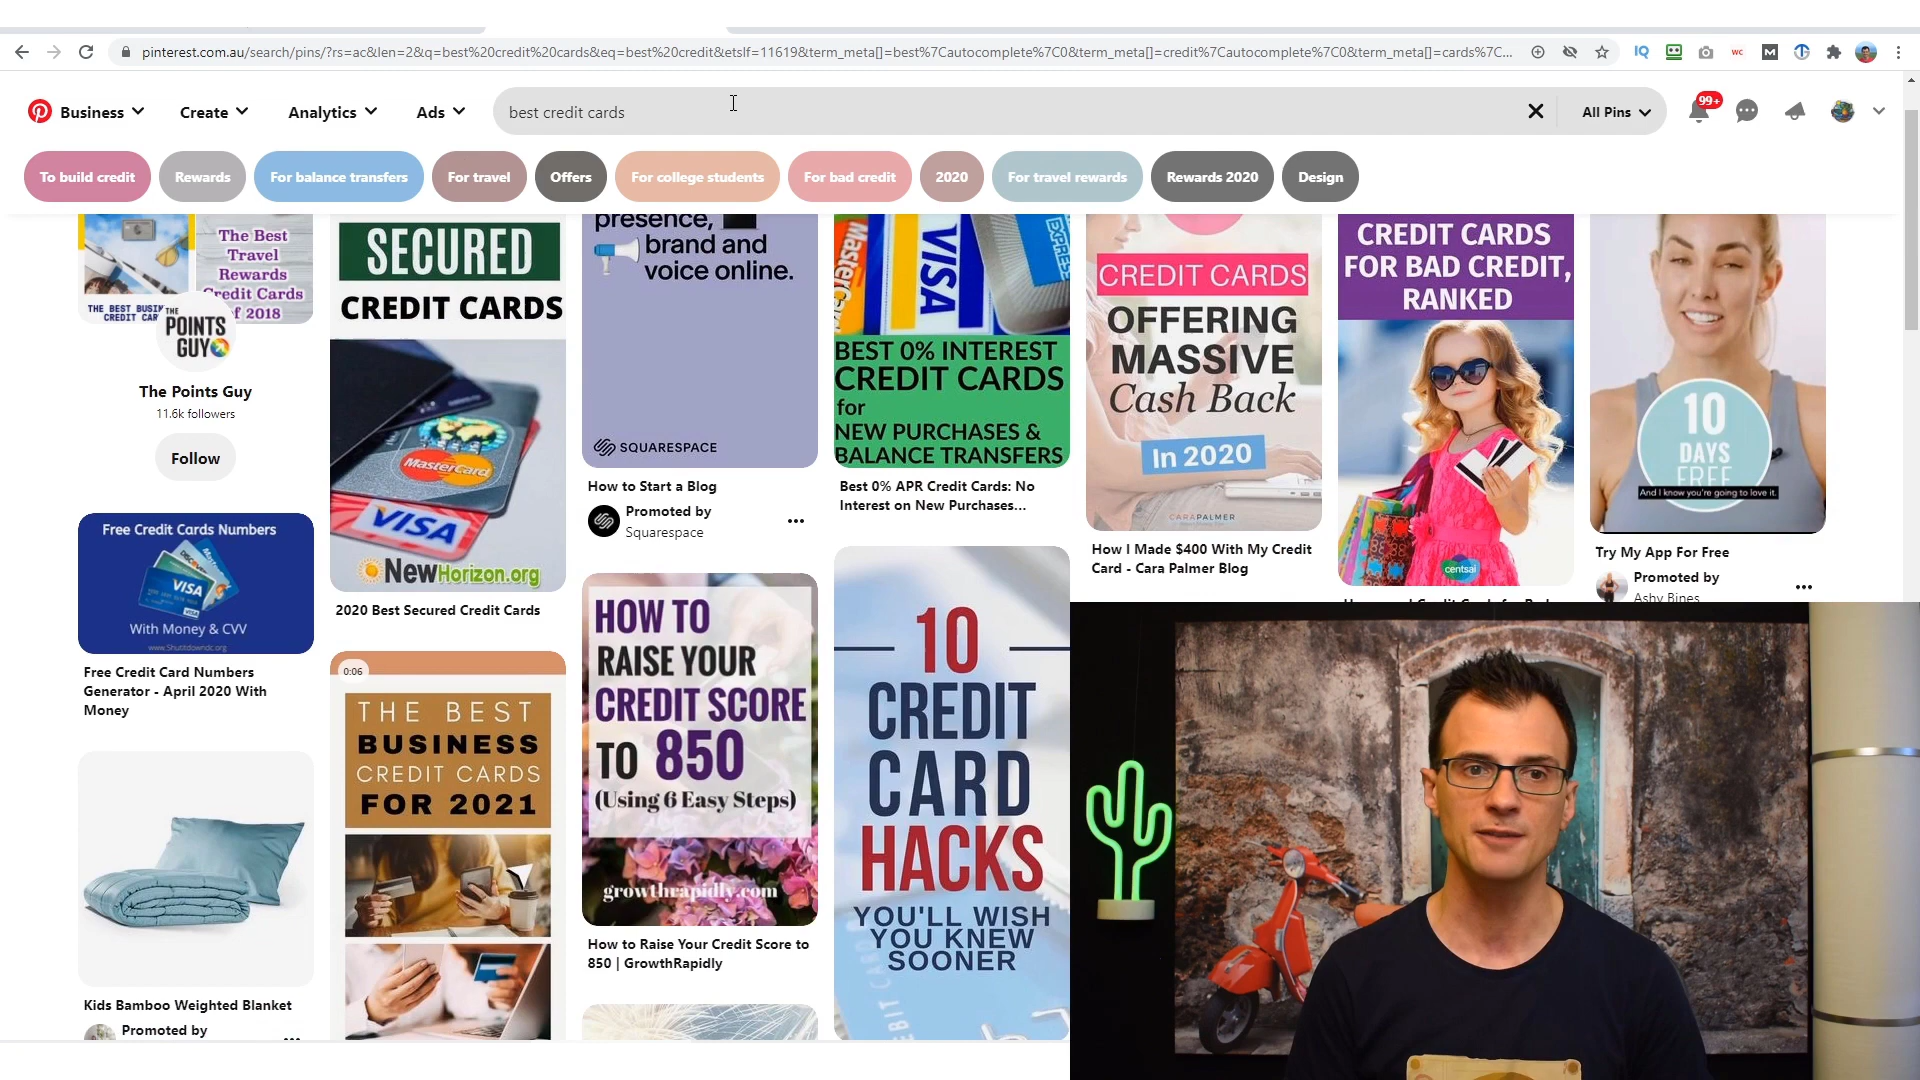 pinterest.com.au/search/pins/?rs=ac&len=2&q=best%20credit%20cards&eq=best%20credit&etslf=11619&term_meta[]=best%7Cautocomplete%7C0&term_meta[]=credit%7Cautocomplete%7C0&term_meta[]=cards%7C...
IQ
WC
M
Business
Create
Analytics
Ads
best credit cards
All Pins
99+
To build credit
Rewards
For balance transfers
For travel
Offers
For college students
For bad credit
2020
For travel rewards
Rewards 2020
Design
The Best
Travel
Rewards
Credit Cards
of 2018
THE BEST
CREDIT
THE
POINTS
GUY
The Points Guy
11.6k followers
Follow
Free Credit Cards Numbers
VISA
With Money & CVV
www.Shutitdowndc.org
Free Credit Card Numbers
Generator - April 2020 With
Money
Kids Bamboo Weighted Blanket
Promoted by
SECURED
CREDIT CARDS
MasterCard
VISA
NewHorizon.org
2020 Best Secured Credit Cards
0:06
THE BEST
BUSINESS
CREDIT CARDS
FOR 2021
presence,
brand and
voice online.
SQUARESPACE
How to Start a Blog
Promoted by
Squarespace
HOW TO
RAISE YOUR
CREDIT SCORE
TO 850
(Using 6 Easy Steps)
growthrapidly.com
How to Raise Your Credit Score to
850 | GrowthRapidly
VISA
BEST 0% INTEREST
CREDIT CARDS
for
NEW PURCHASES &
BALANCE TRANSFERS
Best 0% APR Credit Cards: No
Interest on New Purchases...
10
CREDIT
CARD
HACKS
YOU'LL WISH
YOU KNEW
SOONER
CREDIT CARDS
OFFERING
MASSIVE
Cash Back
In 2020
CARAPALMER
How I Made $400 With My Credit
Card - Cara Palmer Blog
CREDIT CARDS
FOR BAD CREDIT,
RANKED
centsai
10
DAYS
FREE
And I know you're going to love it.
Try My App For Free
Promoted by
Ashy Bines